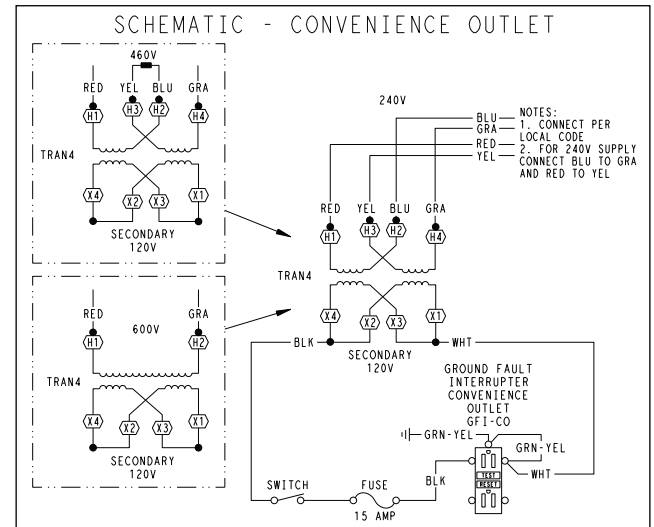 SCHEMATIC - CONVENIENCE OUTLET
460V
RED YEL BLU GRA
H1 H3 H2 H4
TRAN4
X4 X2 X3 X1
SECONDARY
120V
600V
RED GRA
H1 H2
TRAN4
X4 X2 X3 X1
SECONDARY
120V
240V
BLU
GRA
RED
YEL
NOTES:
1. CONNECT PER
LOCAL CODE
2. FOR 240V SUPPLY
CONNECT BLU TO GRA
AND RED TO YEL
RED YEL BLU GRA
H1 H3 H2 H4
TRAN4
X4 X2 X3 X1
BLK
WHT
SECONDARY
120V
GROUND FAULT
INTERRUPTER
CONVENIENCE
OUTLET
GFI-CO
GRN-YEL
GRN-YEL
WHT
BLK
TEST
RESET
SWITCH
FUSE
15 AMP